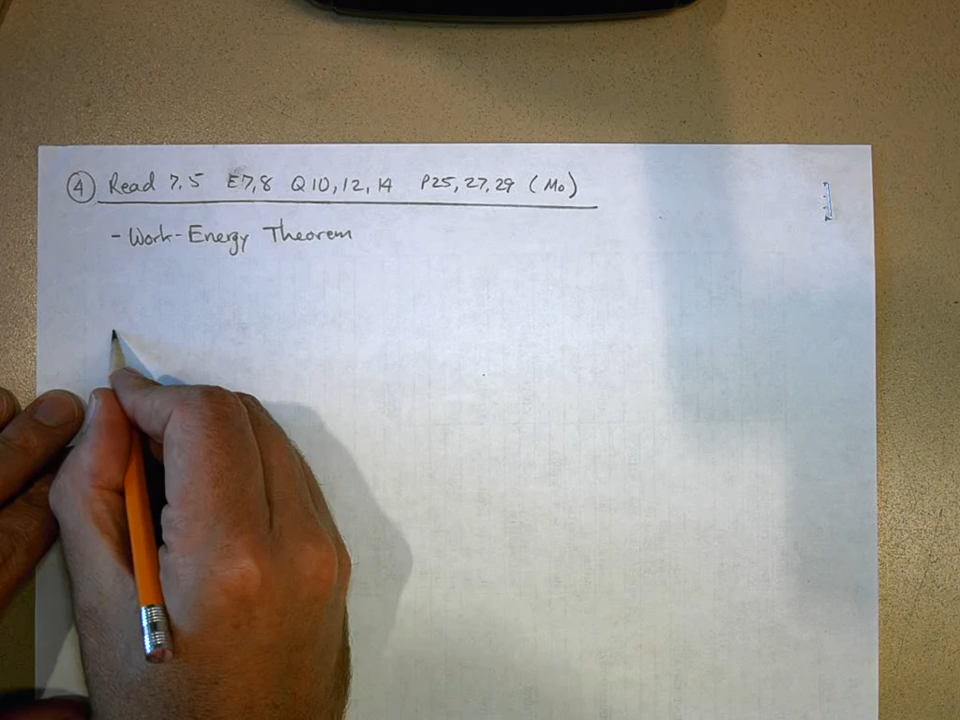 ④ Read 7.5 E7,8 Q10,12,14 P25,27,29 (Mo)
- Work-Energy Theorem